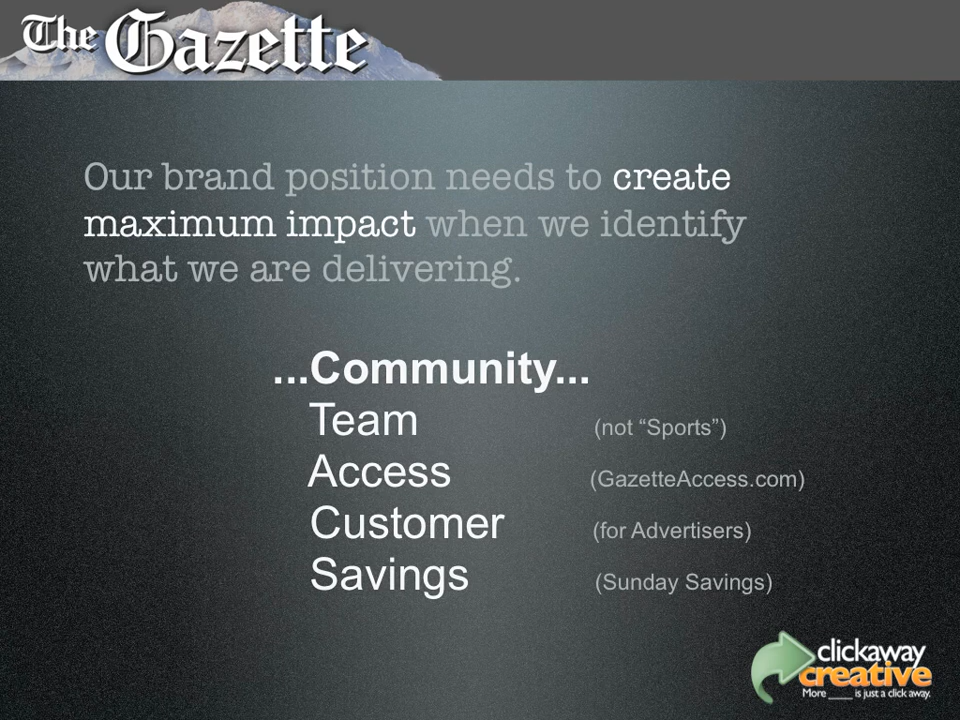 The Gazette
Our brand position needs to create
maximum impact when we identify
what we are delivering.
...Community...
Team (not “Sports”)
Access (GazetteAccess.com)
Customer (for Advertisers)
Savings (Sunday Savings)
clickaway
creative
More ____ is just a click away.